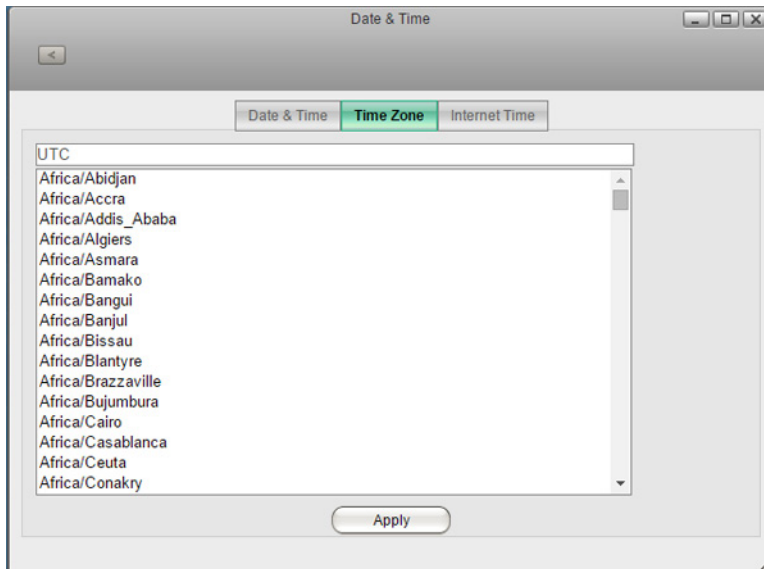 Date & Time
<
Date & Time Time Zone Internet Time
UTC
Africa/Abidjan
Africa/Accra
Africa/Addis_Ababa
Africa/Algiers
Africa/Asmara
Africa/Bamako
Africa/Bangui
Africa/Banjul
Africa/Bissau
Africa/Blantyre
Africa/Brazzaville
Africa/Bujumbura
Africa/Cairo
Africa/Casablanca
Africa/Ceuta
Africa/Conakry
Apply